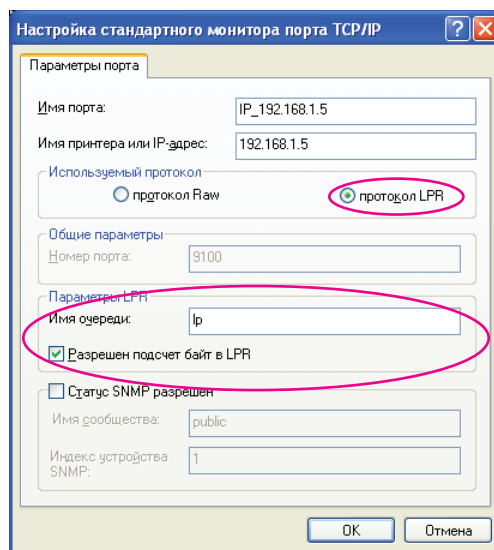 Настройка стандартного монитора порта TCP/IP
Параметры порта
Имя порта: IP_192.168.1.5
Имя принтера или IP-адрес: 192.168.1.5
Используемый протокол
протокол Raw протокол LPR
Общие параметры
Номер порта: 9100
Параметры LPR
Имя очереди: lp
Разрешен подсчет байт в LPR
Статус SNMP разрешен
Имя сообщества: public
Индекс устройства SNMP: 1
OK Отмена